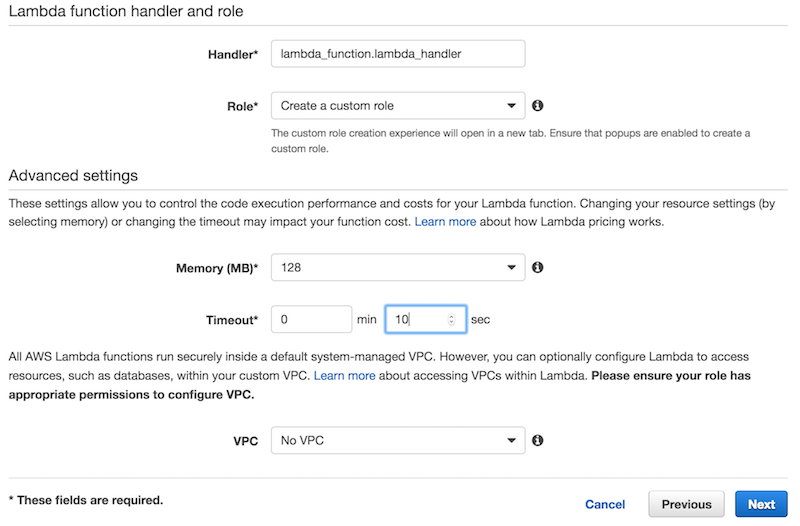 Lambda function handler and role
Handler* lambda_function.lambda_handler
Role* Create a custom role
The custom role creation experience will open in a new tab. Ensure that popups are enabled to create a
custom role.
Advanced settings
These settings allow you to control the code execution performance and costs for your Lambda function. Changing your resource settings (by
selecting memory) or changing the timeout may impact your function cost. Learn more about how Lambda pricing works.
Memory (MB)* 128
Timeout* 0 min 10 sec
All AWS Lambda functions run securely inside a default system-managed VPC. However, you can optionally configure Lambda to access
resources, such as databases, within your custom VPC. Learn more about accessing VPCs within Lambda. Please ensure your role has
appropriate permissions to configure VPC.
VPC No VPC
* These fields are required.
Cancel Previous Next